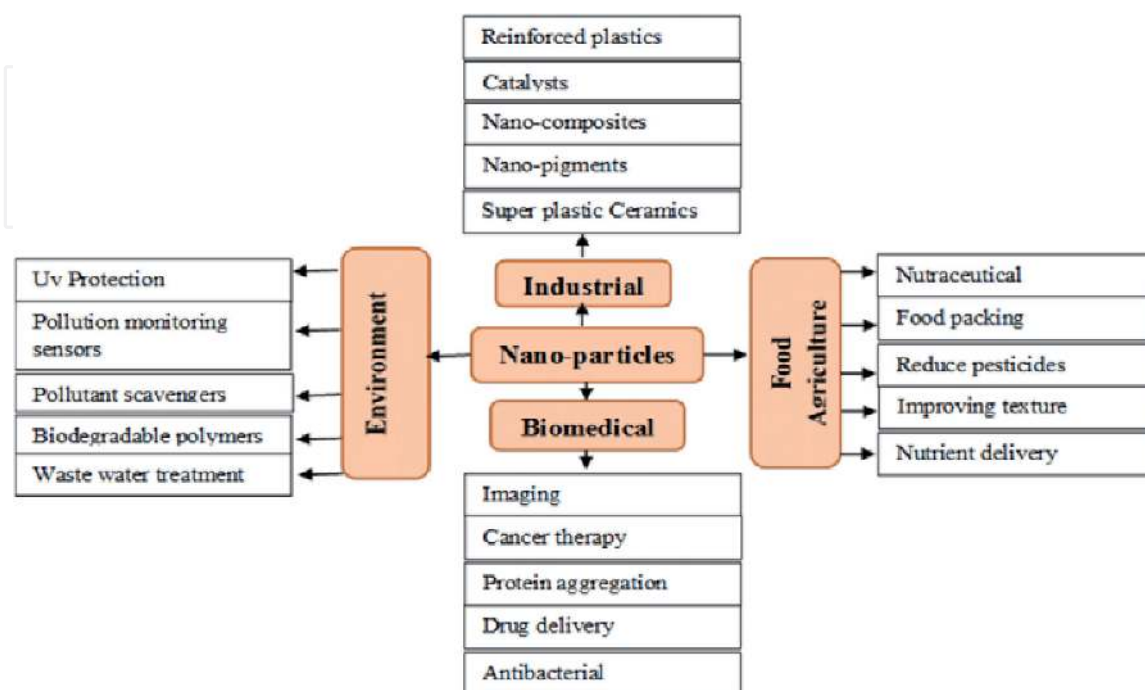 Reinforced plastics
Catalysts
Nano-composites
Nano-pigments
Super plastic Ceramics
Industrial
Nano-particles
Biomedical
Environment
Uv Protection
Pollution monitoring
sensors
Pollutant scavengers
Biodegradable polymers
Waste water treatment
Food
Agriculture
Nutraceutical
Food packing
Reduce pesticides
Improving texture
Nutrient delivery
Imaging
Cancer therapy
Protein aggregation
Drug delivery
Antibacterial